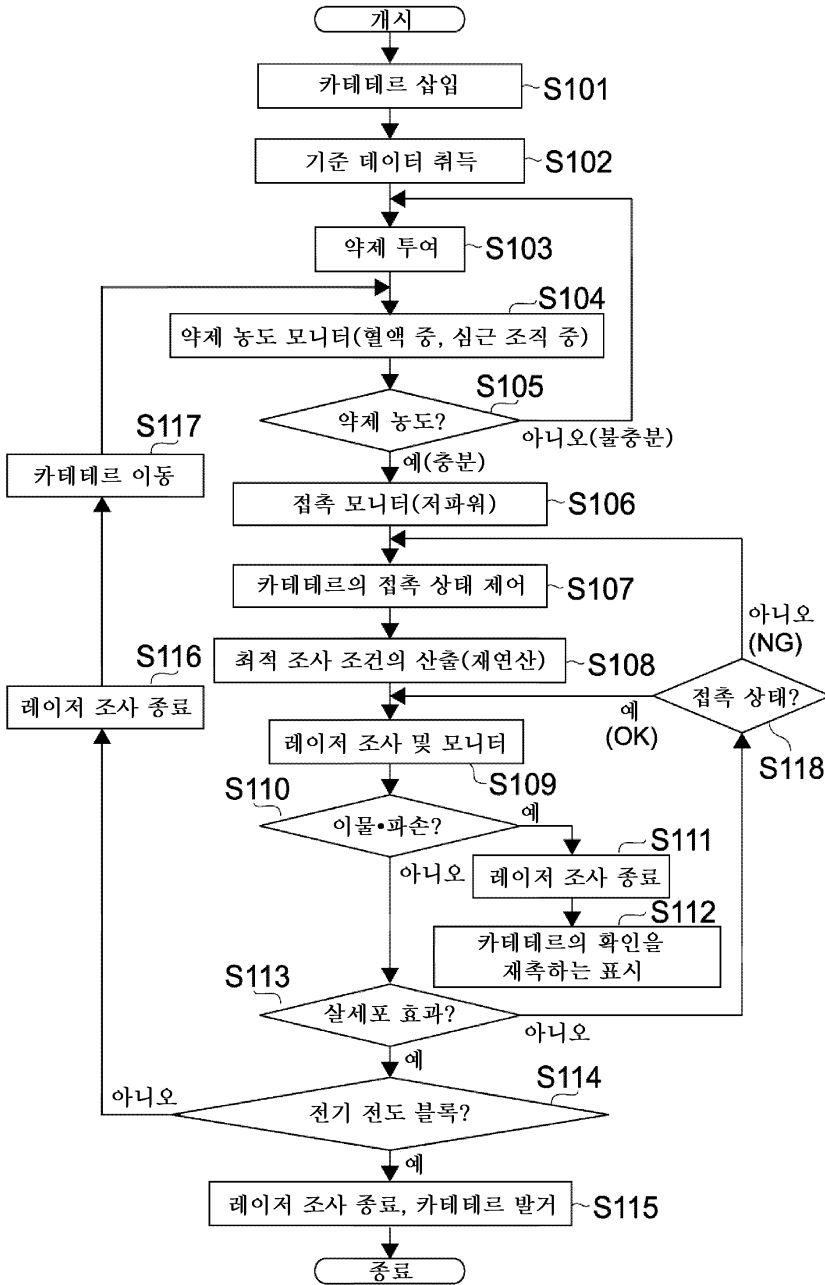 개시
카테테르 삽입
S101
기준 데이터 취득
S102
약제 투여
S103
S104
약제 농도 모니터(혈액 중, 심근 조직 중)
S105
약제 농도?
아니오(불충분)
예(충분)
S117
카테테르 이동
접촉 모니터(저파워)
S106
카테테르의 접촉 상태 제어
S107
아니오
(NG)
최적 조사 조건의 산출(재연산)
S108
S116
레이저 조사 종료
접촉 상태?
예
(OK)
S118
레이저 조사 및 모니터
S109
S110
이물•파손?
예
아니오
S111
레이저 조사 종료
S112
카테테르의 확인을
재촉하는 표시
S113
살세포 효과?
아니오
예
S114
전기 전도 블록?
아니오
예
레이저 조사 종료, 카테테르 발거
S115
종료